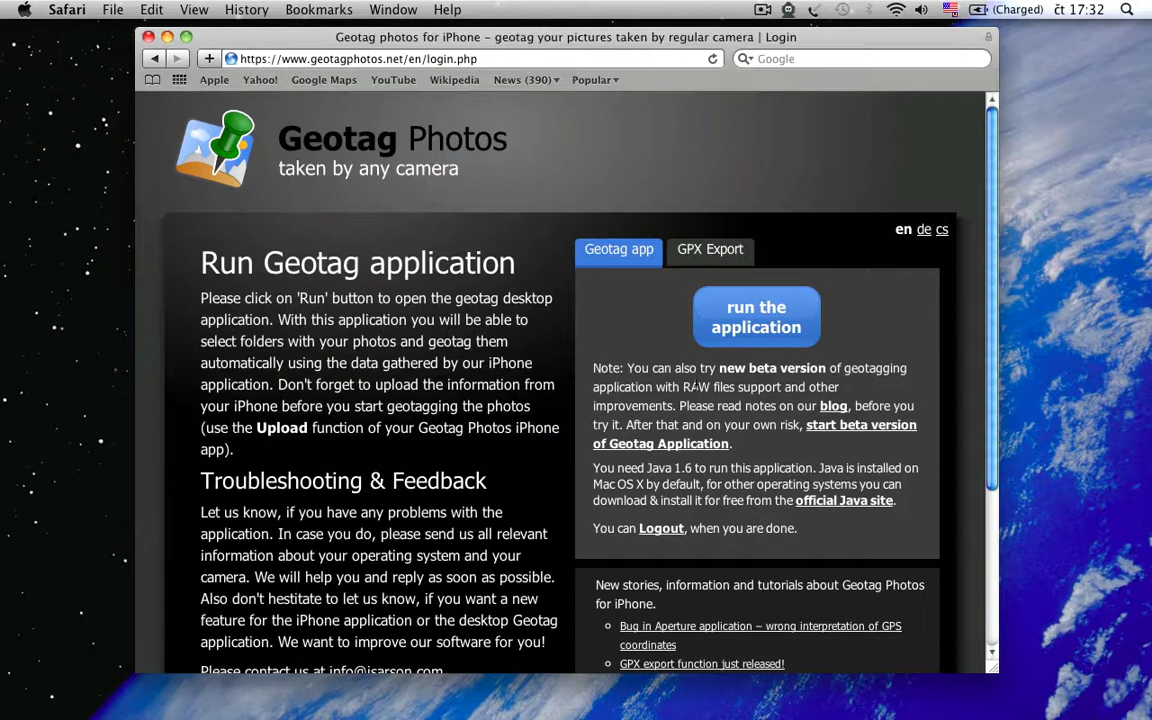 Safari File Edit View History Bookmarks Window Help (Charged) čt 17:32
Geotag photos for iPhone – geotag your pictures taken by regular camera | Login
https://www.geotagphotos.net/en/login.php Google
Apple Yahoo! Google Maps YouTube Wikipedia News (390) Popular
Geotag Photos
taken by any camera
en de cs
Geotag app GPX Export
Run Geotag application
Please click on 'Run' button to open the geotag desktop
application. With this application you will be able to
select folders with your photos and geotag them
automatically using the data gathered by our iPhone
application. Don't forget to upload the information from
your iPhone before you start geotagging the photos
(use the Upload function of your Geotag Photos iPhone
app).
Troubleshooting & Feedback
Let us know, if you have any problems with the
application. In case you do, please send us all relevant
information about your operating system and your
camera. We will help you and reply as soon as possible.
Also don't hestitate to let us know, if you want a new
feature for the iPhone application or the desktop Geotag
application. We want to improve our software for you!
Please contact us at info@isarson.com
run the
application
Note: You can also try new beta version of geotagging
application with RAW files support and other
improvements. Please read notes on our blog, before you
try it. After that and on your own risk, start beta version
of Geotag Application.
You need Java 1.6 to run this application. Java is installed on
Mac OS X by default, for other operating systems you can
download & install it for free from the official Java site.
You can Logout, when you are done.
New stories, information and tutorials about Geotag Photos
for iPhone.
Bug in Aperture application – wrong interpretation of GPS
coordinates
GPX export function just released!